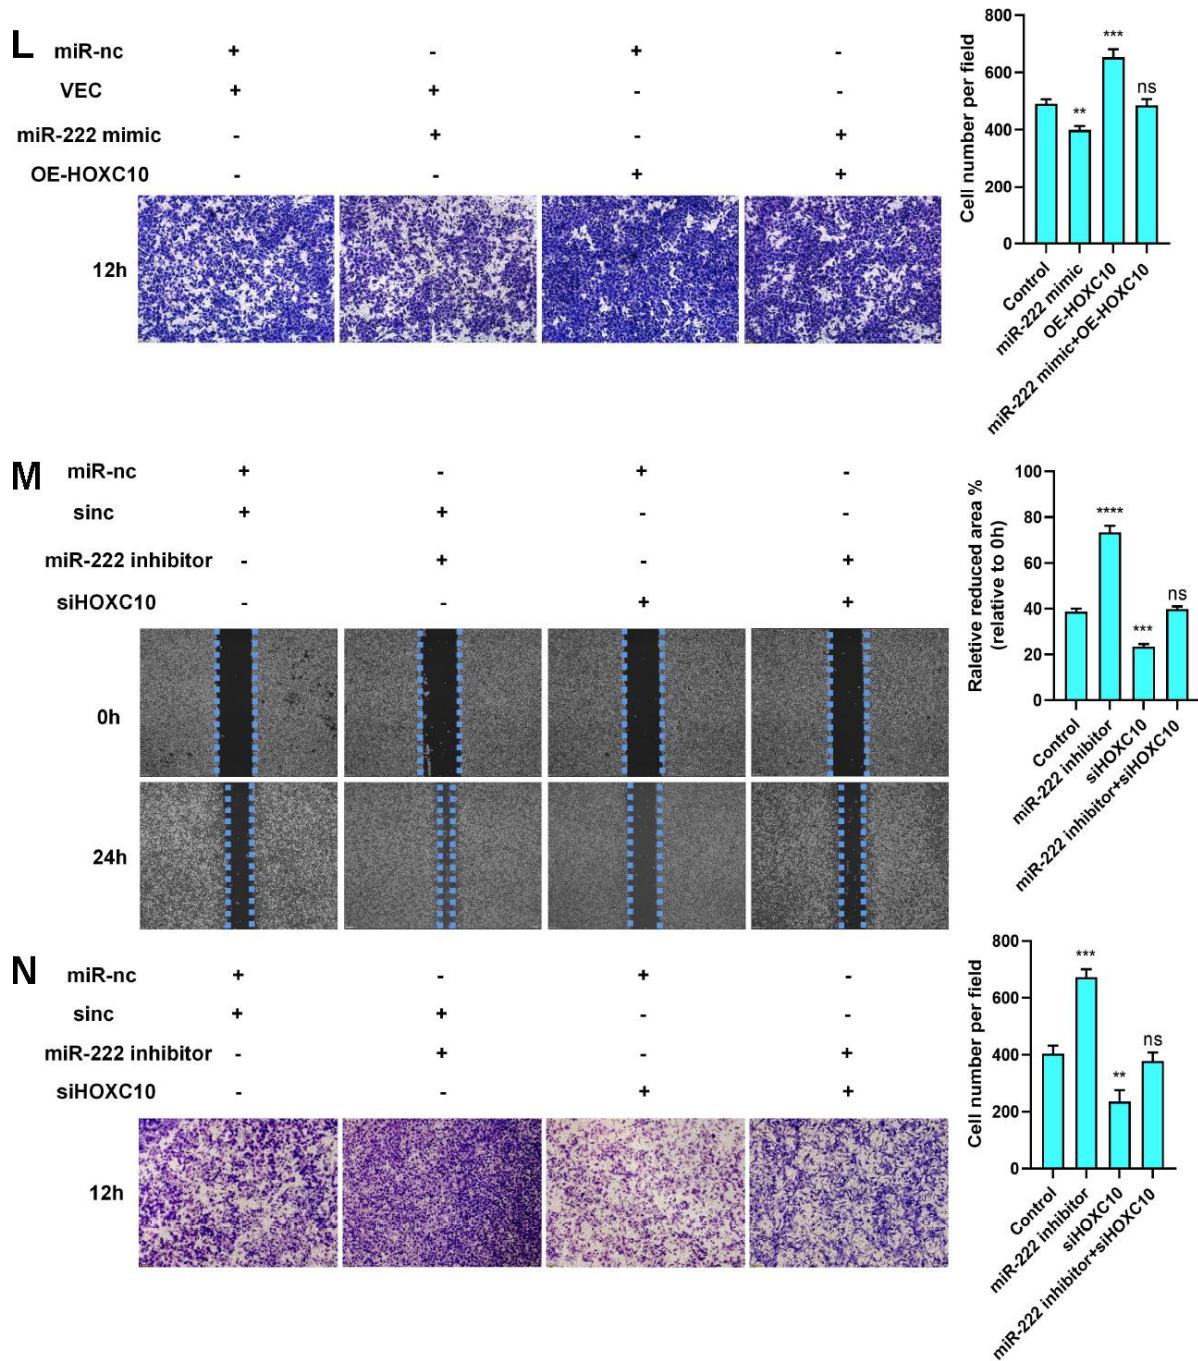 L
miR-nc + - + -
VEC + + - -
miR-222 mimic - + - +
OE-HOXC10 - - + +
12h
Cell number per field
800
600
400
200
0
** *** ns
Control
miR-222 mimic
OE-HOXC10
miR-222 mimic+OE-HOXC10
M
miR-nc + - + -
sinc + + - -
miR-222 inhibitor - + - +
siHOXC10 - - + +
0h
24h
Raletive reduced area %
(relative to 0h)
100
80
60
40
20
0
**** *** ns
Control
miR-222 inhibitor
siHOXC10
miR-222 inhibitor+siHOXC10
N
miR-nc + - + -
sinc + + - -
miR-222 inhibitor - + - +
siHOXC10 - - + +
12h
Cell number per field
800
600
400
200
0
*** ** ns
Control
miR-222 inhibitor
siHOXC10
miR-222 inhibitor+siHOXC10